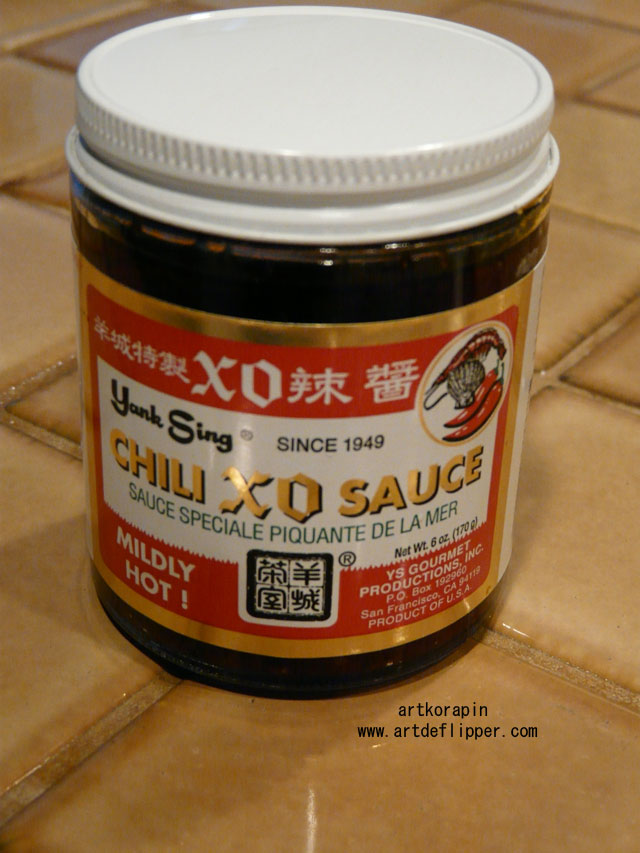 羊城特製XO辣醬
Yank Sing ® SINCE 1949
CHILI XO SAUCE
SAUCE SPECIALE PIQUANTE DE LA MER
Net Wt. 6 oz. (170 g)
MILDLY
HOT !
羊城
茶室
®
YS GOURMET
PRODUCTIONS, INC.
P.O. Box 192960
San Francisco, CA 94119
PRODUCT OF U.S.A.
artkorapin
www.artdeflipper.com